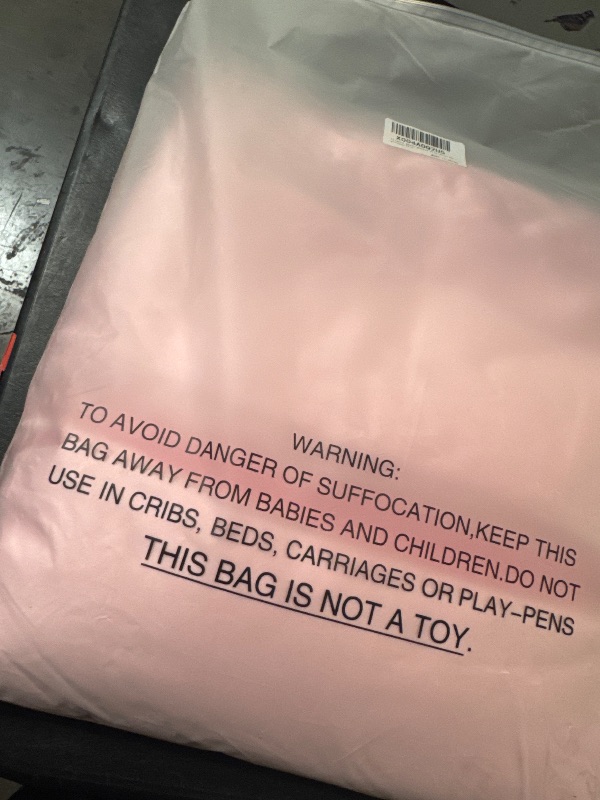 WARNING:
TO AVOID DANGER OF SUFFOCATION,KEEP THIS
BAG AWAY FROM BABIES AND CHILDREN.DO NOT
USE IN CRIBS, BEDS, CARRIAGES OR PLAY-PENS
THIS BAG IS NOT A TOY.